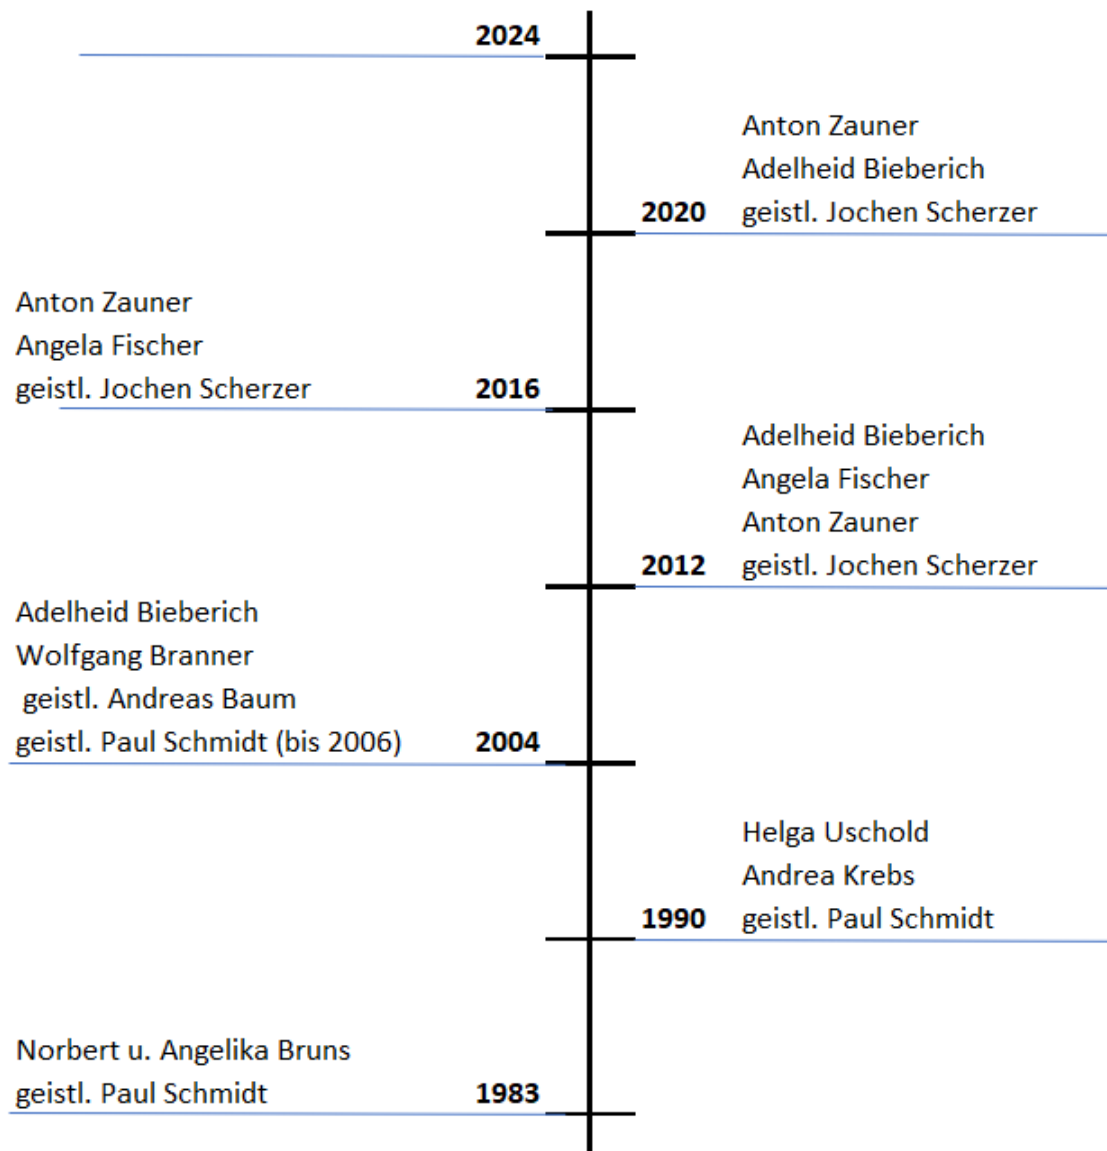 2024
Anton Zauner
Adelheid Bieberich
2020 geistl. Jochen Scherzer
Anton Zauner
Angela Fischer
geistl. Jochen Scherzer 2016
Adelheid Bieberich
Angela Fischer
Anton Zauner
2012 geistl. Jochen Scherzer
Adelheid Bieberich
Wolfgang Branner
geistl. Andreas Baum
geistl. Paul Schmidt (bis 2006) 2004
Helga Uschold
Andrea Krebs
1990 geistl. Paul Schmidt
Norbert u. Angelika Bruns
geistl. Paul Schmidt 1983